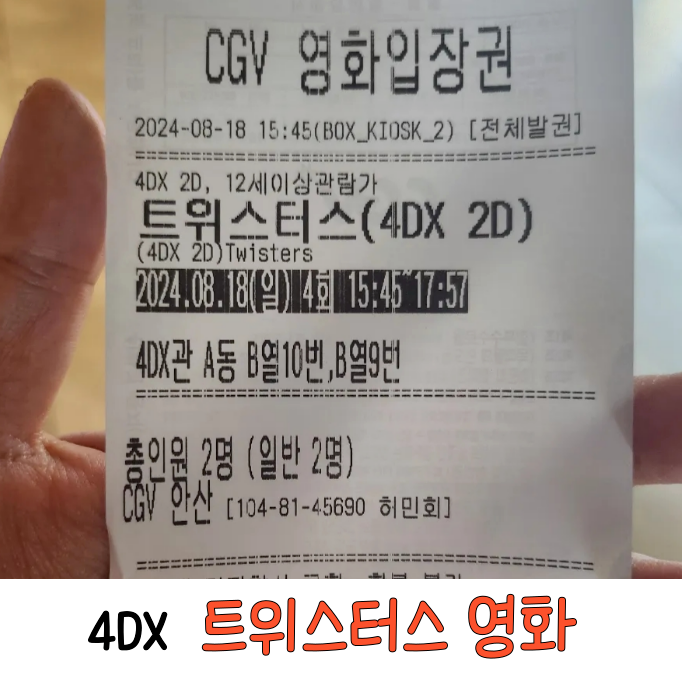 CGV 영화입장권
2024-08-18 15:45(BOX_KIOSK_2) [전체발권]
4DX 2D, 12세이상관람가
트위스터스(4DX 2D)
(4DX 2D)Twisters
2024.08.18(일) 4회 15:45~17:57
4DX관 A동 B열10번,B열9번
총인원 2명 (일반 2명)
CGV 안산 [104-81-45690 허민회]
4DX 트위스터스 영화